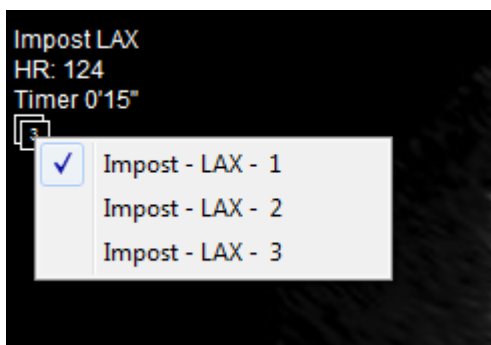 Impost LAX
HR: 124
Timer 0'15"
3
Impost - LAX - 1
Impost - LAX - 2
Impost - LAX - 3